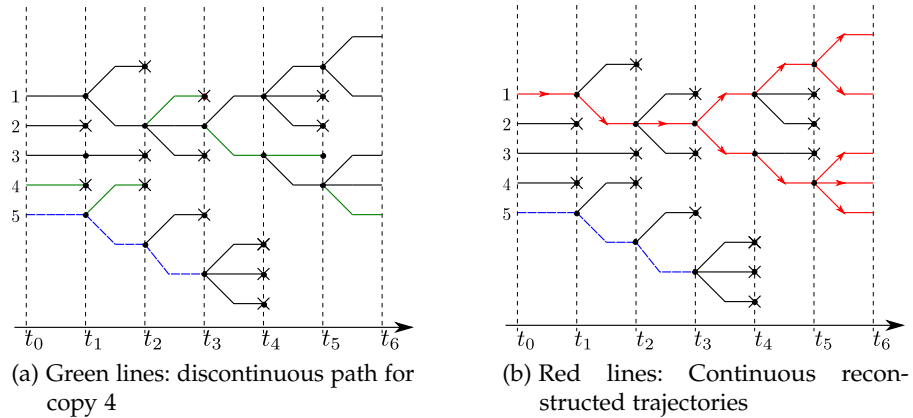 1
2
3
4
5
t0 t1 t2 t3 t4 t5 t6
(a) Green lines: discontinuous path for
copy 4
1
2
3
4
5
t0 t1 t2 t3 t4 t5 t6
(b) Red lines: Continuous recon-
structed trajectories